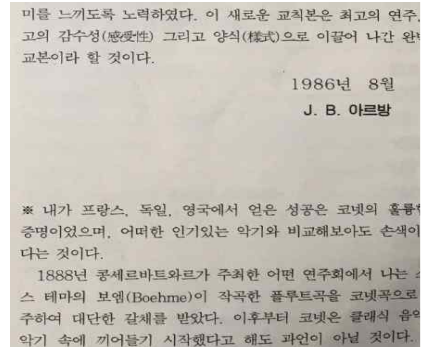 미를 느끼도록 노력하였다. 이 새로운 교칙본은 최고의 연주,
고의 감수성(感受性) 그리고 양식(樣式)으로 이끌어 나간 완벽
교본이라 할 것이다.
1986년 8월
J. B. 아르방
※ 내가 프랑스, 독일, 영국에서 얻은 성공은 코넷의 훌륭한
증명이었으며, 어떠한 인기있는 악기와 비교해보아도 손색이
다는 것이다.
1888년 콩세르바트와르가 주최한 어떤 연주회에서 나는
스 테마의 보엠(Boehme)이 작곡한 플루트곡을 코넷곡으로
주하여 대단한 갈채를 받았다. 이후부터 코넷은 클래식 음악
악기 속에 끼어들기 시작했다고 해도 과언이 아닐 것이다.